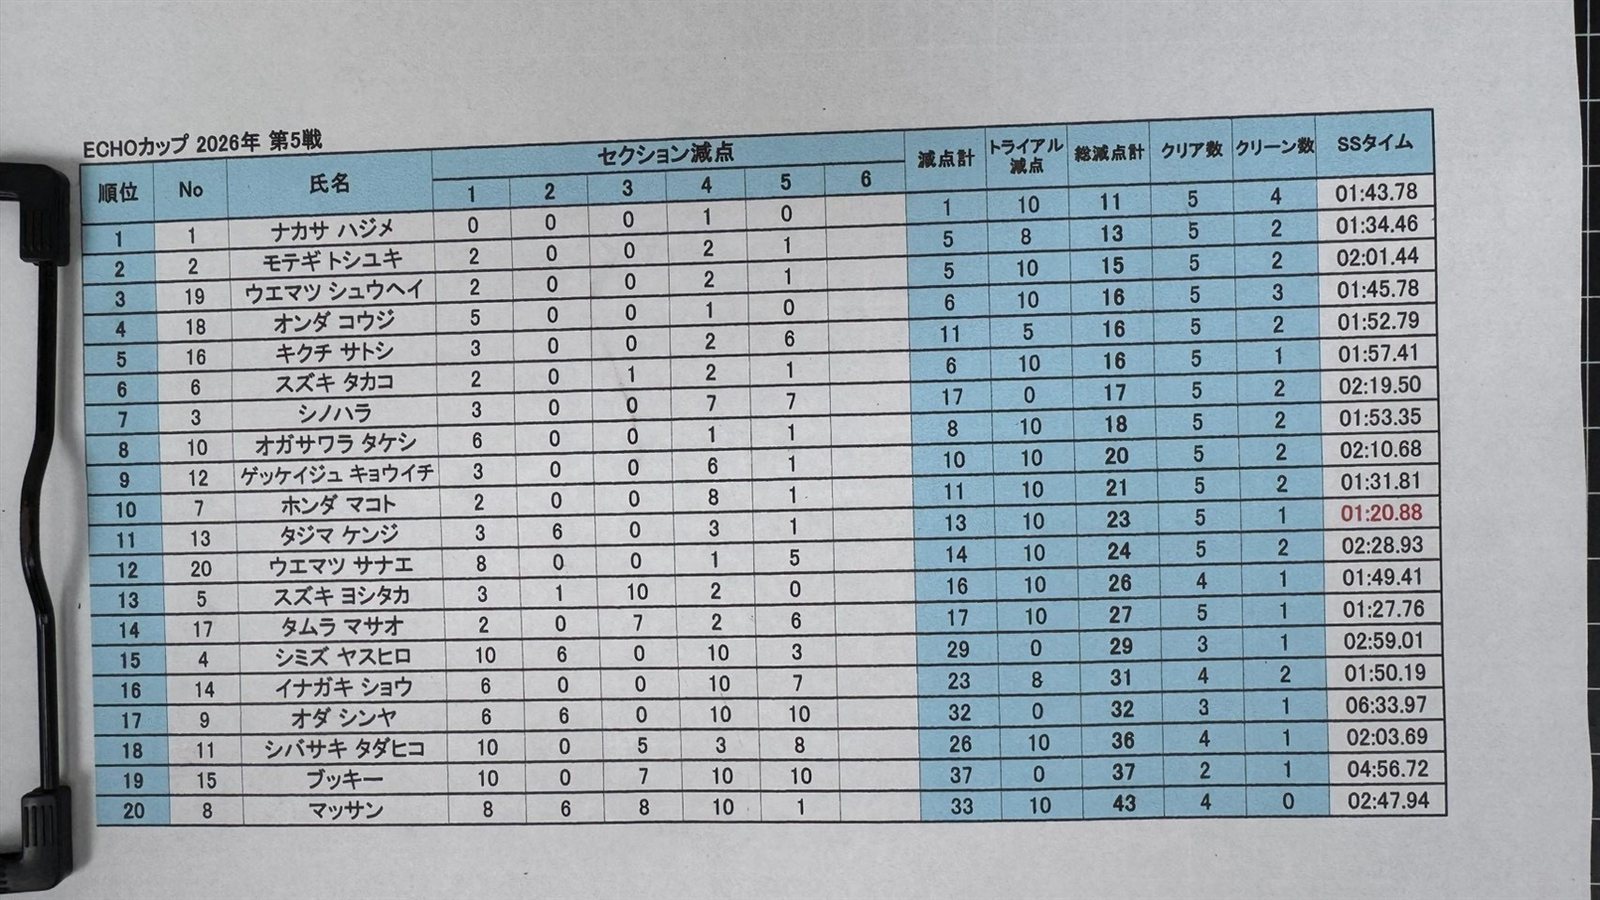 ECHOカップ 2026年 第5戦
順位 No 氏名 セクション減点 減点計 トライアル減点 総減点計 クリア数 クリーン数 SSタイム
1 2 3 4 5 6
1 1 ナカサ ハジメ 0 0 0 1 0 1 10 11 5 4 01:43.78
2 2 モテギ トシユキ 2 0 0 2 1 5 8 13 5 2 01:34.46
3 19 ウエマツ シュウヘイ 2 0 0 2 1 5 10 15 5 2 02:01.44
4 18 オンダ コウジ 5 0 0 1 0 6 10 16 5 3 01:45.78
5 16 キクチ サトシ 3 0 0 2 6 11 5 16 5 2 01:52.79
6 6 スズキ タカコ 2 0 1 2 1 6 10 16 5 1 01:57.41
7 3 シノハラ 3 0 0 7 7 17 0 17 5 2 02:19.50
8 10 オガサワラ タケシ 6 0 0 1 1 8 10 18 5 2 01:53.35
9 12 ゲッケイジュ キョウイチ 3 0 0 6 1 10 10 20 5 2 02:10.68
10 7 ホンダ マコト 2 0 0 8 1 11 10 21 5 2 01:31.81
11 13 タジマ ケンジ 3 6 0 3 1 13 10 23 5 1 01:20.88
12 20 ウエマツ サナエ 8 0 0 1 5 14 10 24 5 2 02:28.93
13 5 スズキ ヨシタカ 3 1 10 2 0 16 10 26 4 1 01:49.41
14 17 タムラ マサオ 2 0 7 2 6 17 10 27 5 1 01:27.76
15 4 シミズ ヤスヒロ 10 6 0 10 3 29 0 29 3 1 02:59.01
16 14 イナガキ ショウ 6 0 0 10 7 23 8 31 4 2 01:50.19
17 9 オダ シンヤ 6 6 0 10 10 32 0 32 3 1 06:33.97
18 11 シバサキ タダヒコ 10 0 5 3 8 26 10 36 4 1 02:03.69
19 15 ブッキー 10 0 7 10 10 37 0 37 2 1 04:56.72
20 8 マッサン 8 6 8 10 1 33 10 43 4 0 02:47.94